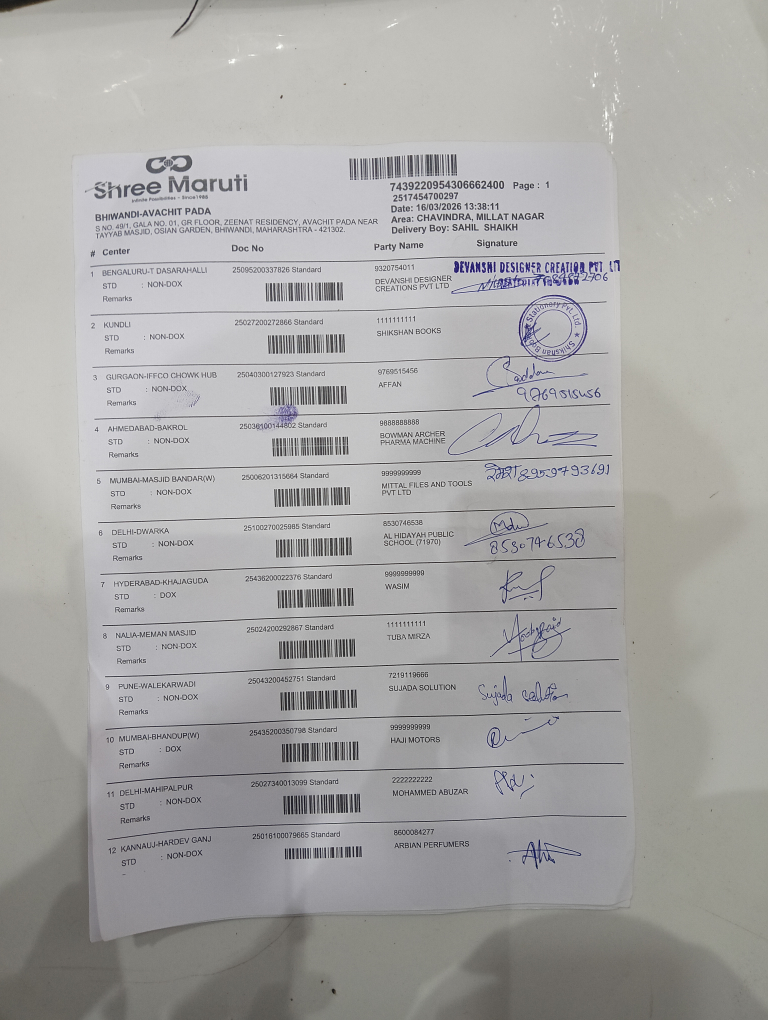 Shree Maruti
Infinite Possibilities - Since 1986
7439220954306662400 Page : 1
2517454700297
Date: 16/03/2026 13:38:11
Area: CHAVINDRA, MILLAT NAGAR
Delivery Boy: SAHIL SHAIKH
BHIWANDI-AVACHIT PADA
S NO. 49/1, GALA NO. 01, GR FLOOR, ZEENAT RESIDENCY, AVACHIT PADA NEAR
TAYYAB MASJID, OSIAN GARDEN, BHIWANDI, MAHARASHTRA - 421302.
# Center Doc No Party Name Signature
1 BENGALURU-T DASARAHALLI 25095200337826 Standard 9320754011 DEVANSHI DESIGNER CREATION PVT LT
STD : NON-DOX DEVANSHI DESIGNER
CREATIONS PVT LTD
Remarks
2 KUNDLI 25027200272866 Standard 1111111111
STD : NON-DOX SHIKSHAN BOOKS
Remarks
Stationery Pvt. Ltd. ★ Shikshan
3 GURGAON-IFFCO CHOWK HUB 25040300127923 Standard 9769515456
STD : NON-DOX AFFAN
Remarks 9769515456
4 AHMEDABAD-BAKROL 25036100144802 Standard 9888888888
STD : NON-DOX BOWMAN ARCHER
PHARMA MACHINE
Remarks
5 MUMBAI-MASJID BANDAR(W) 25006201315664 Standard 9999999999 8959793691
STD : NON-DOX MITTAL FILES AND TOOLS
PVT LTD
Remarks
6 DELHI-DWARKA 25100270025985 Standard 8530746538
STD : NON-DOX AL HIDAYAH PUBLIC
SCHOOL (71970) 8530746538
Remarks
7 HYDERABAD-KHAJAGUDA 25436200022376 Standard 9999999999
STD : DOX WASIM
Remarks
8 NALIA-MEMAN MASJID 25024200292867 Standard 1111111111
STD : NON-DOX TUBA MIRZA
Remarks
9 PUNE-WALEKARWADI 25043200452751 Standard 7219119666
STD : NON-DOX SUJADA SOLUTION Sujada solution
Remarks
10 MUMBAI-BHANDUP(W) 25435200350798 Standard 9999999999
STD : DOX HAJI MOTORS
Remarks
11 DELHI-MAHIPALPUR 25027340013099 Standard 2222222222
STD : NON-DOX MOHAMMED ABUZAR
Remarks
12 KANNAUJ-HARDEV GANJ 25016100079665 Standard 8600084277
STD : NON-DOX ARBIAN PERFUMERS